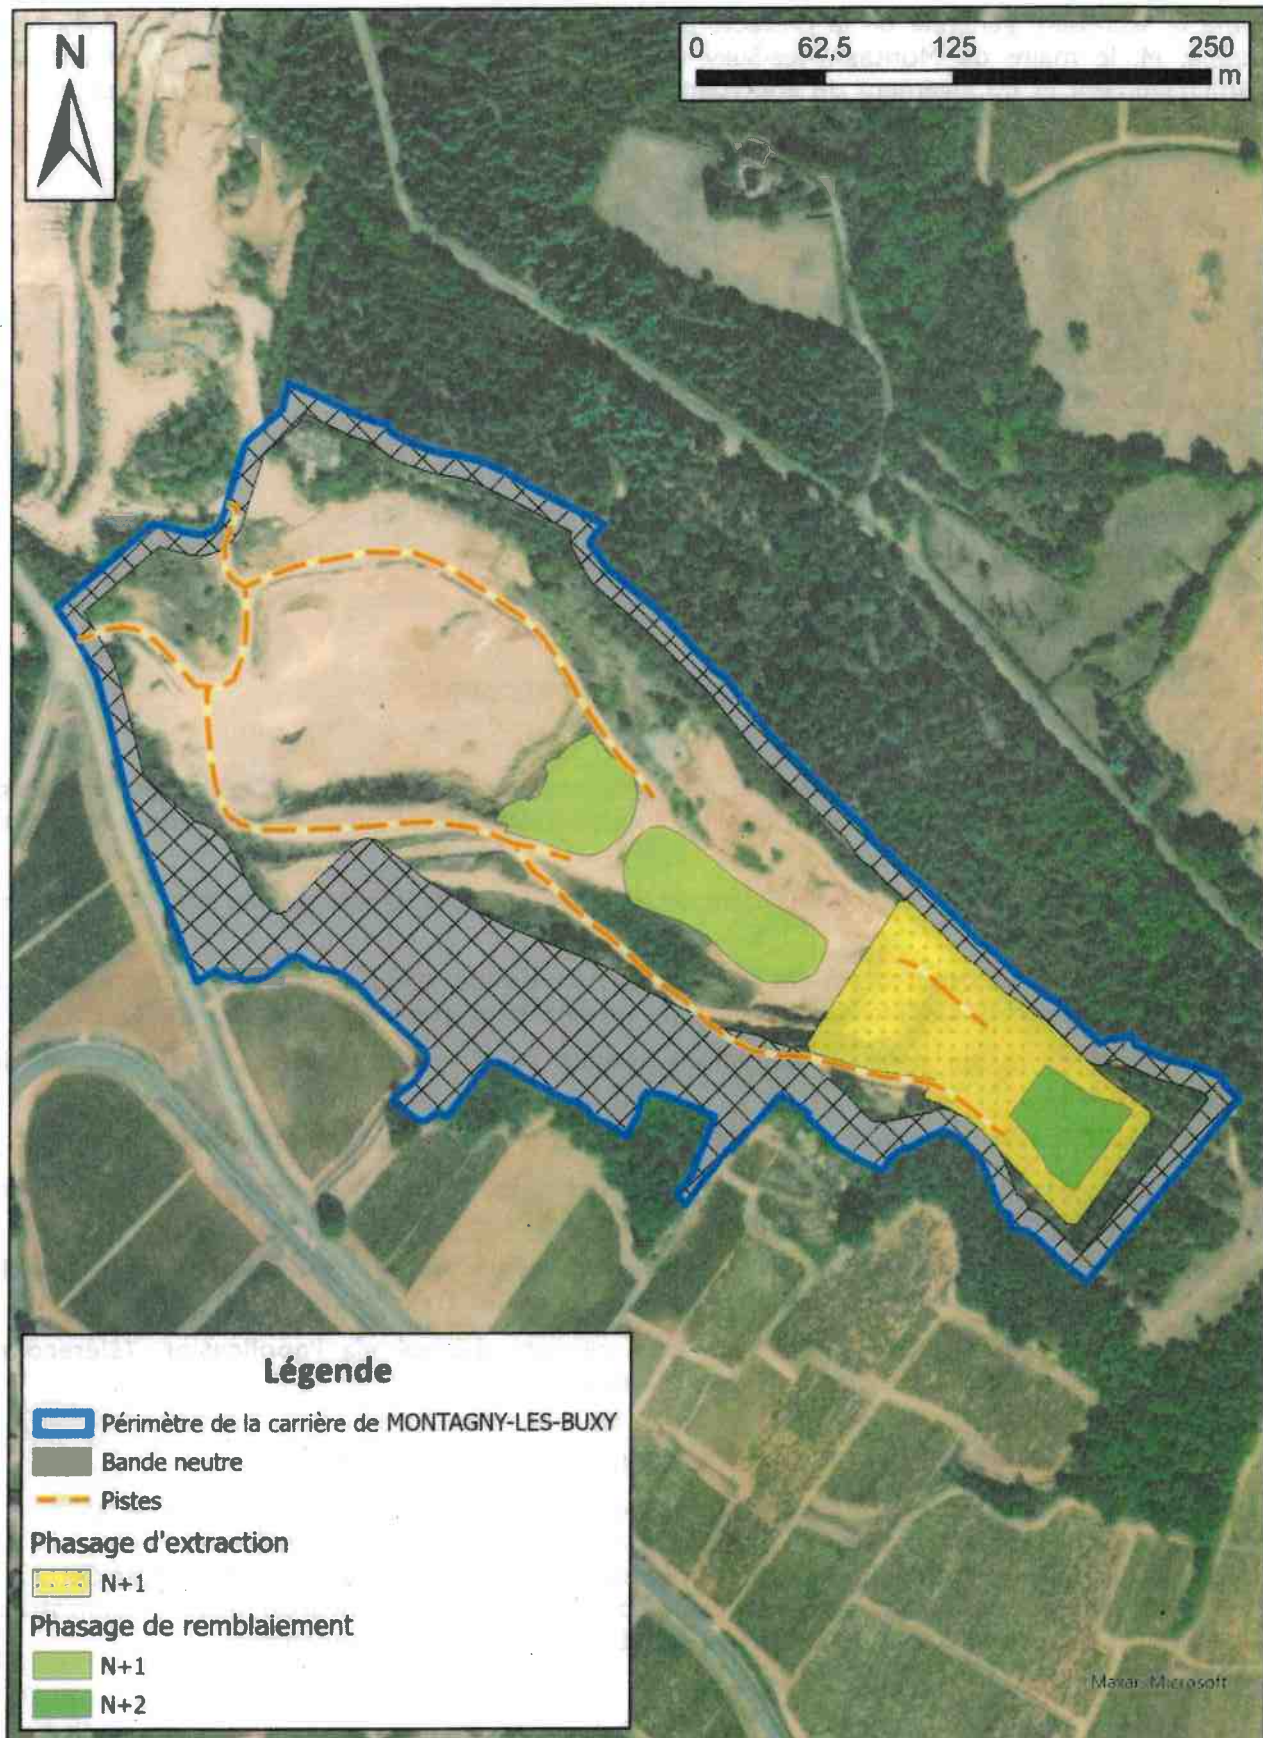 N
0 62,5 125 250
m
Légende
Périmètre de la carrière de MONTAGNY-LES-BUXY
Bande neutre
Pistes
Phasage d'extraction
N+1
Phasage de remblaiement
N+1
N+2
Maxar, Microsoft